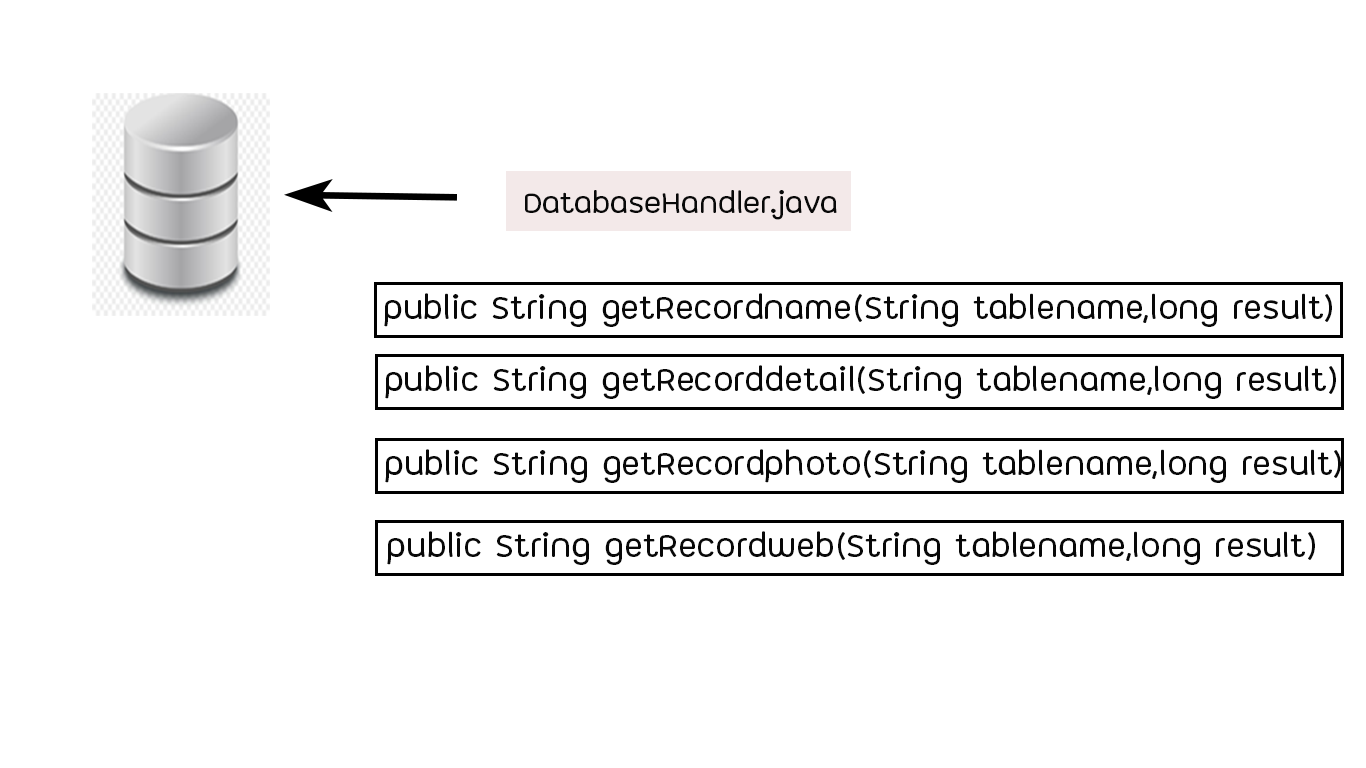 DatabaseHandler.java
public String getRecordname(String tablename,long result)
public String getRecorddetail(String tablename,long result)
public String getRecordphoto(String tablename,long result)
public String getRecordweb(String tablename,long result)